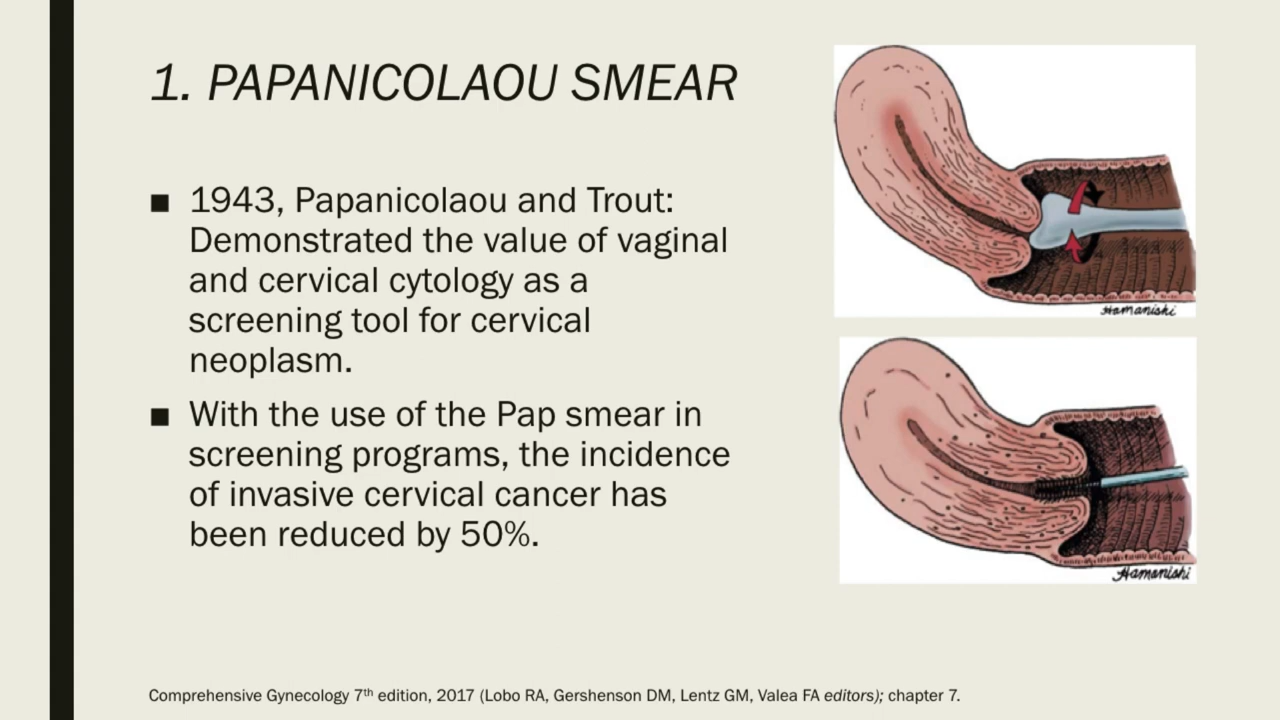 1. PAPANICOLAOU SMEAR
■ 1943, Papanicolaou and Trout:
Demonstrated the value of vaginal
and cervical cytology as a
screening tool for cervical
neoplasm.
■ With the use of the Pap smear in
screening programs, the incidence
of invasive cervical cancer has
been reduced by 50%.
Hamanishi
Hamanishi
Comprehensive Gynecology 7th edition, 2017 (Lobo RA, Gershenson DM, Lentz GM, Valea FA editors); chapter 7.